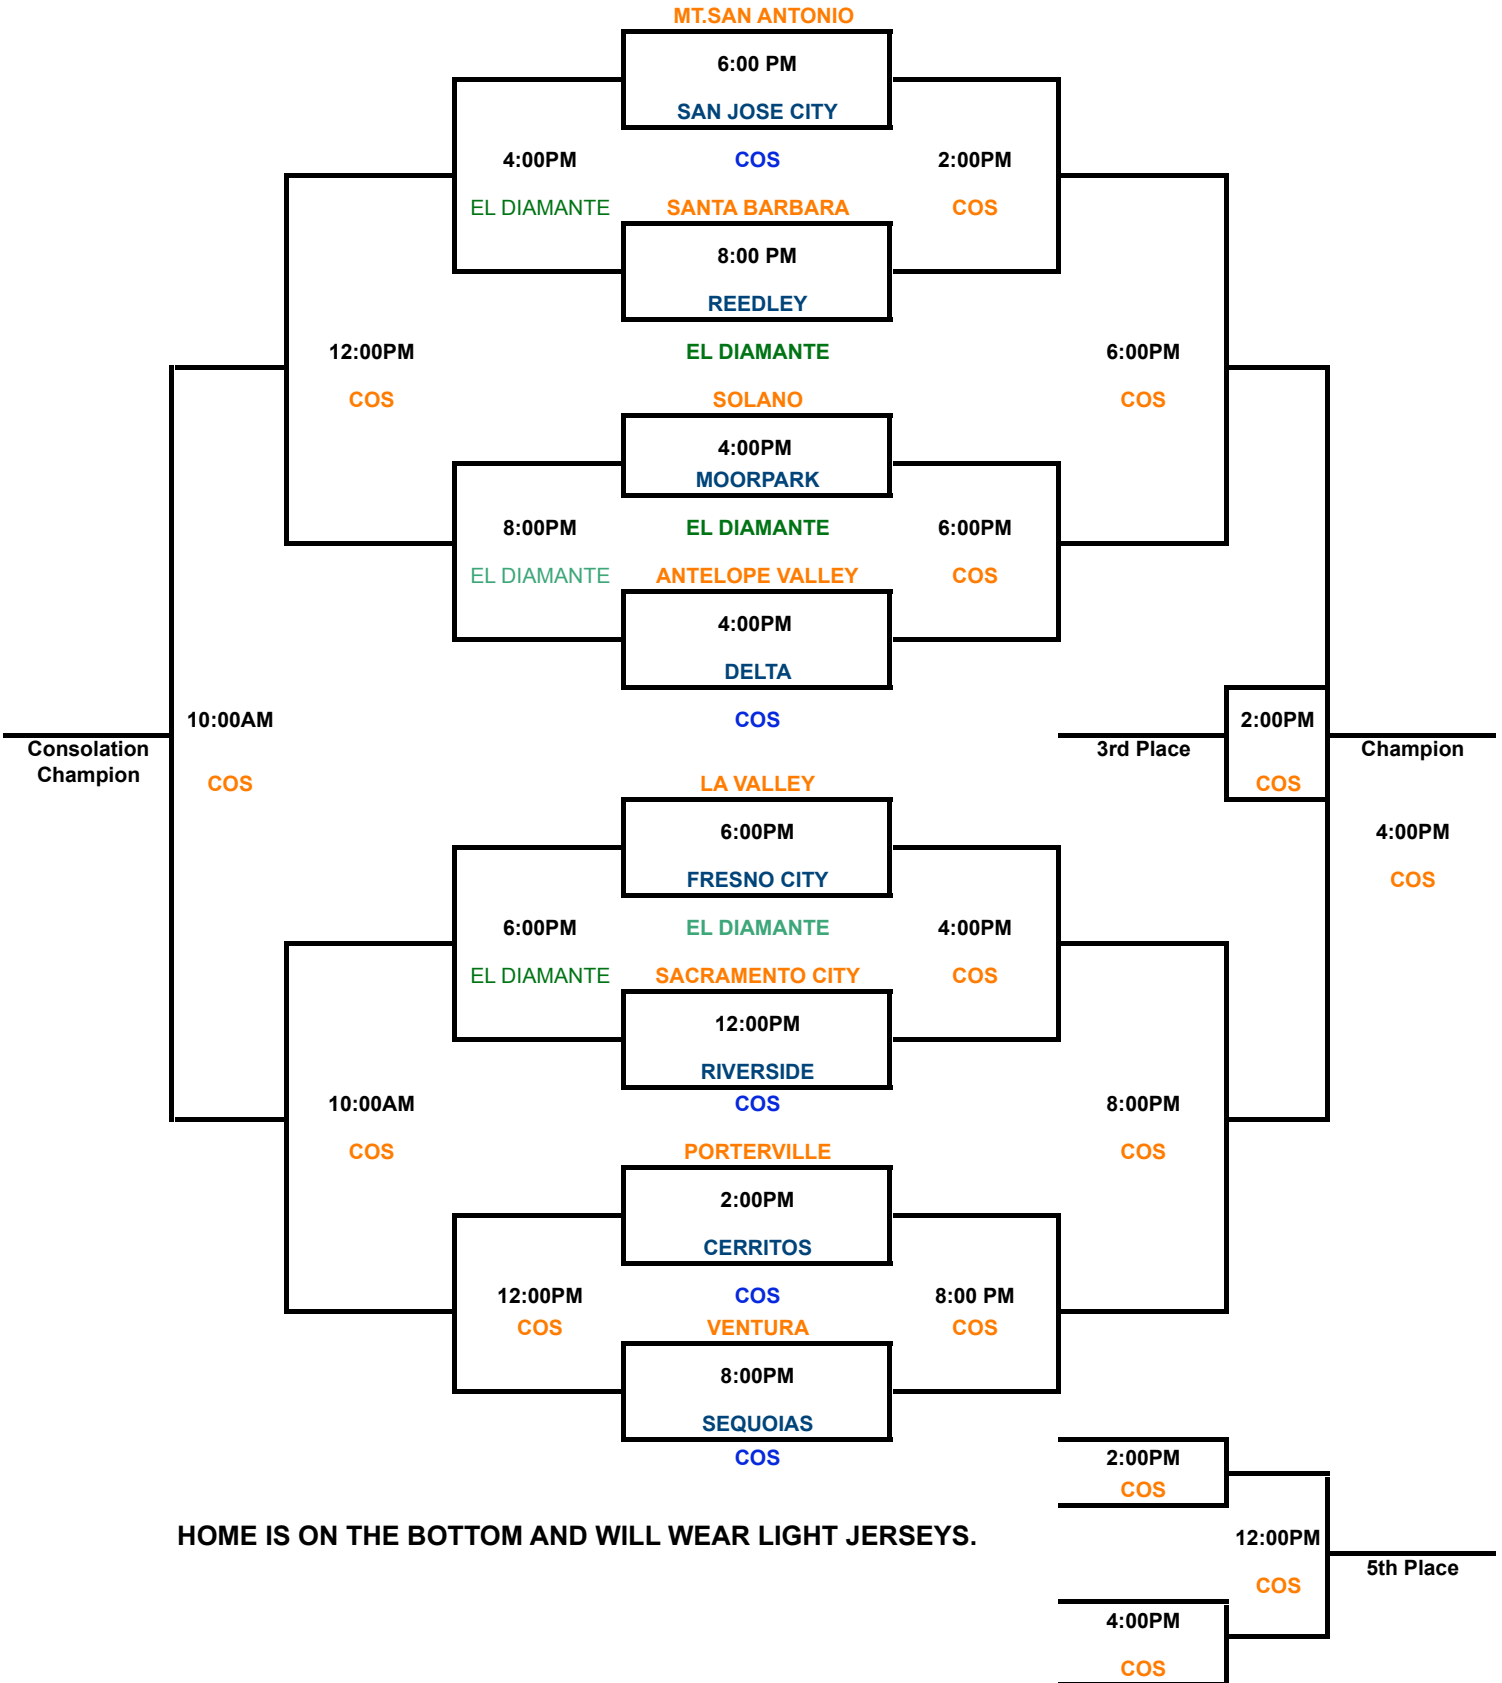 MT.SAN ANTONIO
6:00 PM
SAN JOSE CITY
4:00PM
COS
2:00PM
EL DIAMANTE
SANTA BARBARA
COS
8:00 PM
REEDLEY
12:00PM
EL DIAMANTE
6:00PM
COS
SOLANO
COS
4:00PM
MOORPARK
8:00PM
EL DIAMANTE
6:00PM
EL DIAMANTE
ANTELOPE VALLEY
COS
4:00PM
DELTA
10:00AM
COS
2:00PM
Consolation
Champion
3rd Place
Champion
COS
LA VALLEY
COS
6:00PM
4:00PM
FRESNO CITY
COS
6:00PM
EL DIAMANTE
4:00PM
EL DIAMANTE
SACRAMENTO CITY
COS
12:00PM
RIVERSIDE
10:00AM
COS
8:00PM
COS
PORTERVILLE
COS
2:00PM
CERRITOS
12:00PM
COS
8:00 PM
COS
VENTURA
COS
8:00PM
SEQUOIAS
COS
2:00PM
COS
HOME IS ON THE BOTTOM AND WILL WEAR LIGHT JERSEYS.
12:00PM
5th Place
COS
4:00PM
COS